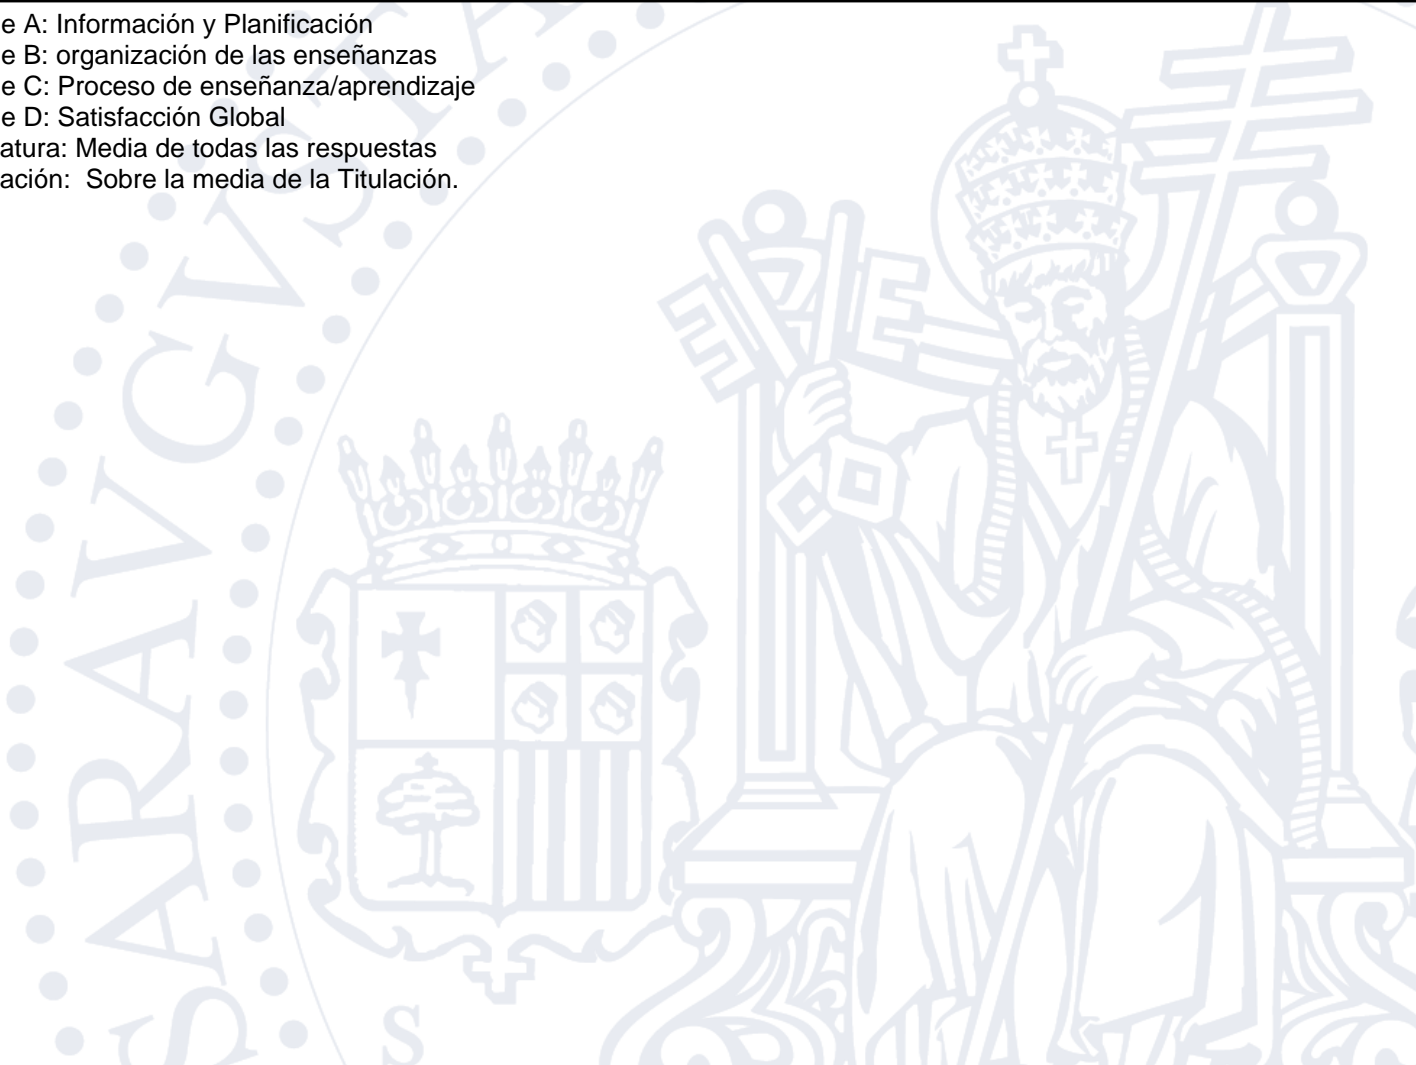 e A: Información y Planificación
e B: organización de las enseñanzas
e C: Proceso de enseñanza/aprendizaje
e D: Satisfacción Global
atura: Media de todas las respuestas
ación:  Sobre la media de la Titulación.
SARAVGVSTA
S